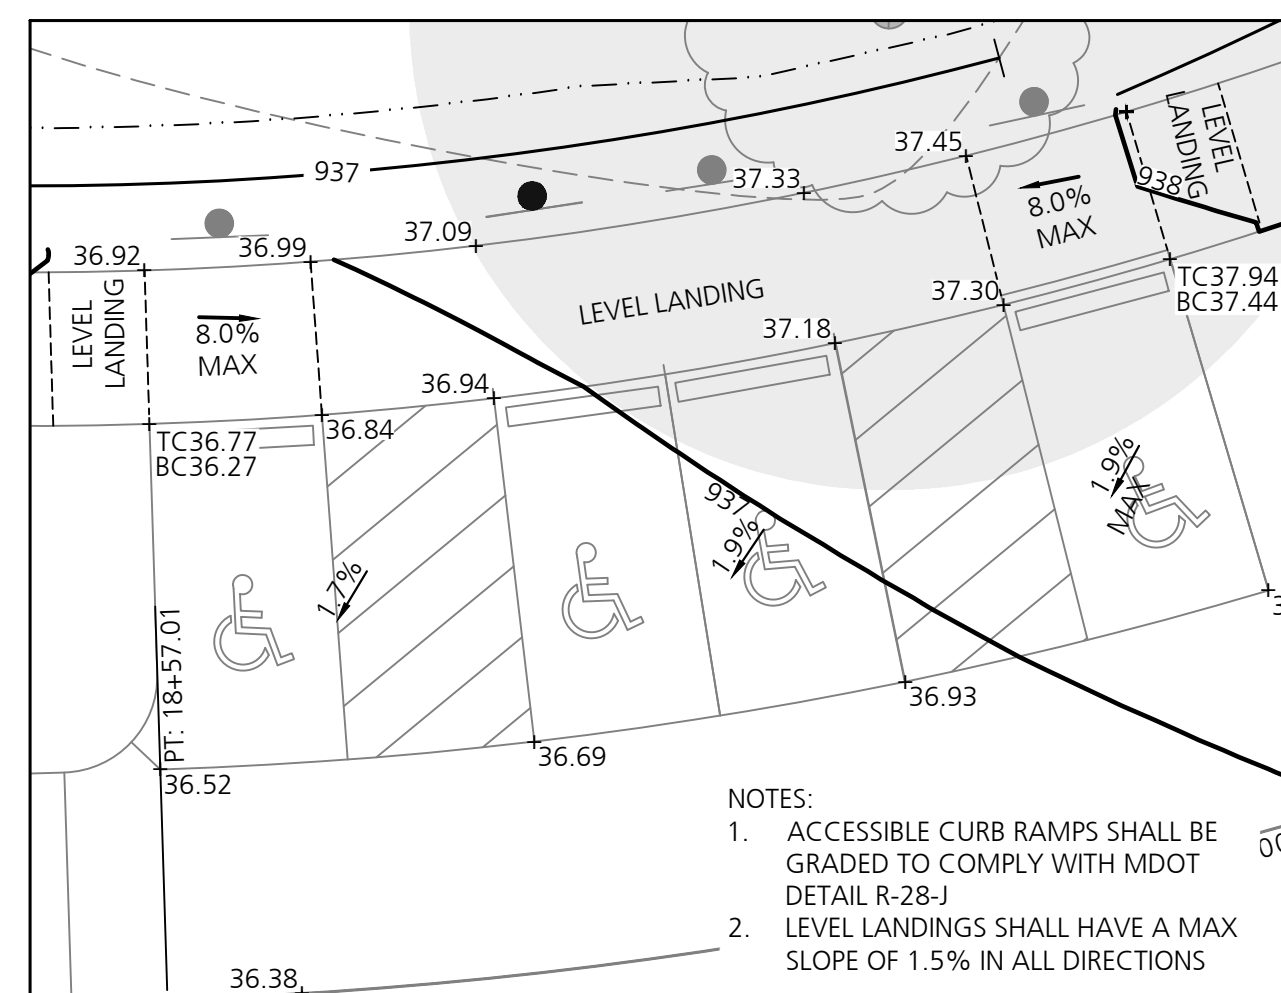 937
37.45
37.33
8.0%
MAX
938
LEVEL
LANDING
36.92
36.99
37.09
LEVEL
LANDING
8.0%
MAX
LEVEL LANDING
37.30
TC37.94
BC37.44
37.18
36.94
36.84
TC36.77
BC36.27
937
1.9%
1.9%
MAX
1.7%
PT: 18+57.01
36.93
36.69
36.52
NOTES:
1. ACCESSIBLE CURB RAMPS SHALL BE
GRADED TO COMPLY WITH MDOT
DETAIL R-28-J
2. LEVEL LANDINGS SHALL HAVE A MAX
SLOPE OF 1.5% IN ALL DIRECTIONS
36.38